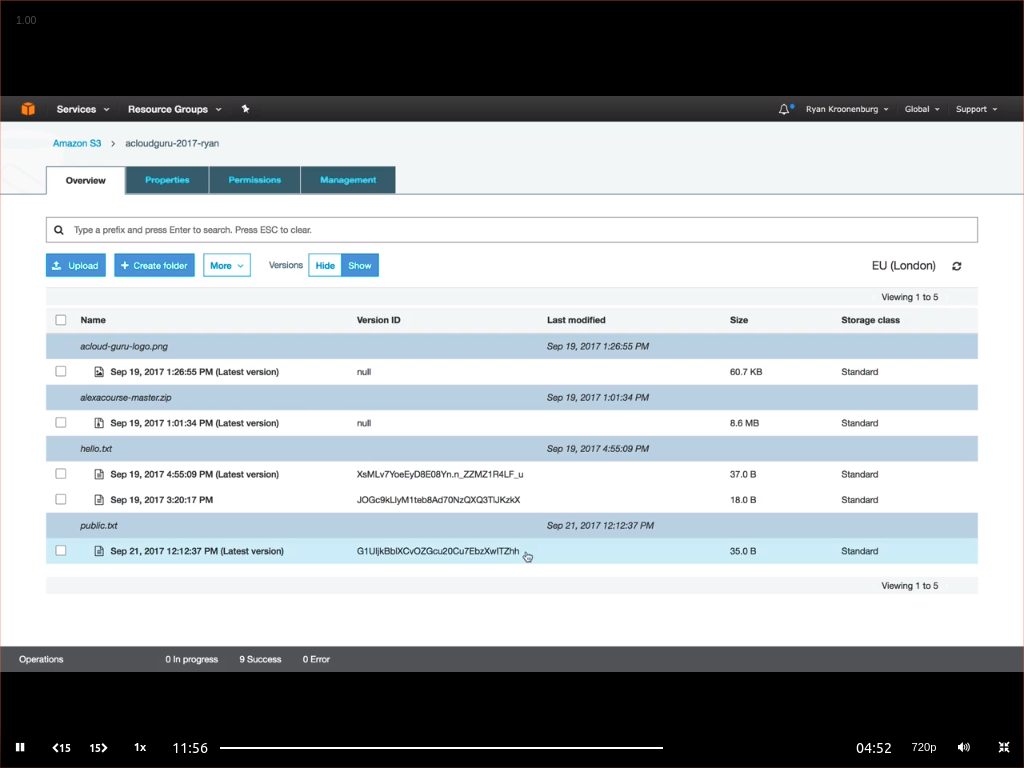 1.00
Services Resource Groups Ryan Kroonenburg Global Support
Amazon S3 > acloudguru-2017-ryan
Overview Properties Permissions Management
Type a prefix and press Enter to search. Press ESC to clear.
Upload + Create folder More Versions Hide Show EU (London)
Viewing 1 to 5
Name Version ID Last modified Size Storage class
acloud-guru-logo.png Sep 19, 2017 1:26:55 PM
Sep 19, 2017 1:26:55 PM (Latest version) null 60.7 KB Standard
alexacourse-master.zip Sep 19, 2017 1:01:34 PM
Sep 19, 2017 1:01:34 PM (Latest version) null 8.6 MB Standard
hello.txt Sep 19, 2017 4:55:09 PM
Sep 19, 2017 4:55:09 PM (Latest version) XsMLv7YoeEyD8E08Yn.n_ZZMZ1R4LF_u 37.0 B Standard
Sep 19, 2017 3:20:17 PM 18.0 B Standard
public.txt Sep 21, 2017 12:12:37 PM
Sep 21, 2017 12:12:37 PM (Latest version) 35.0 B Standard
Viewing 1 to 5
Operations 0 In progress 9 Success 0 Error
15 15 1x 11:56 04:52 720p